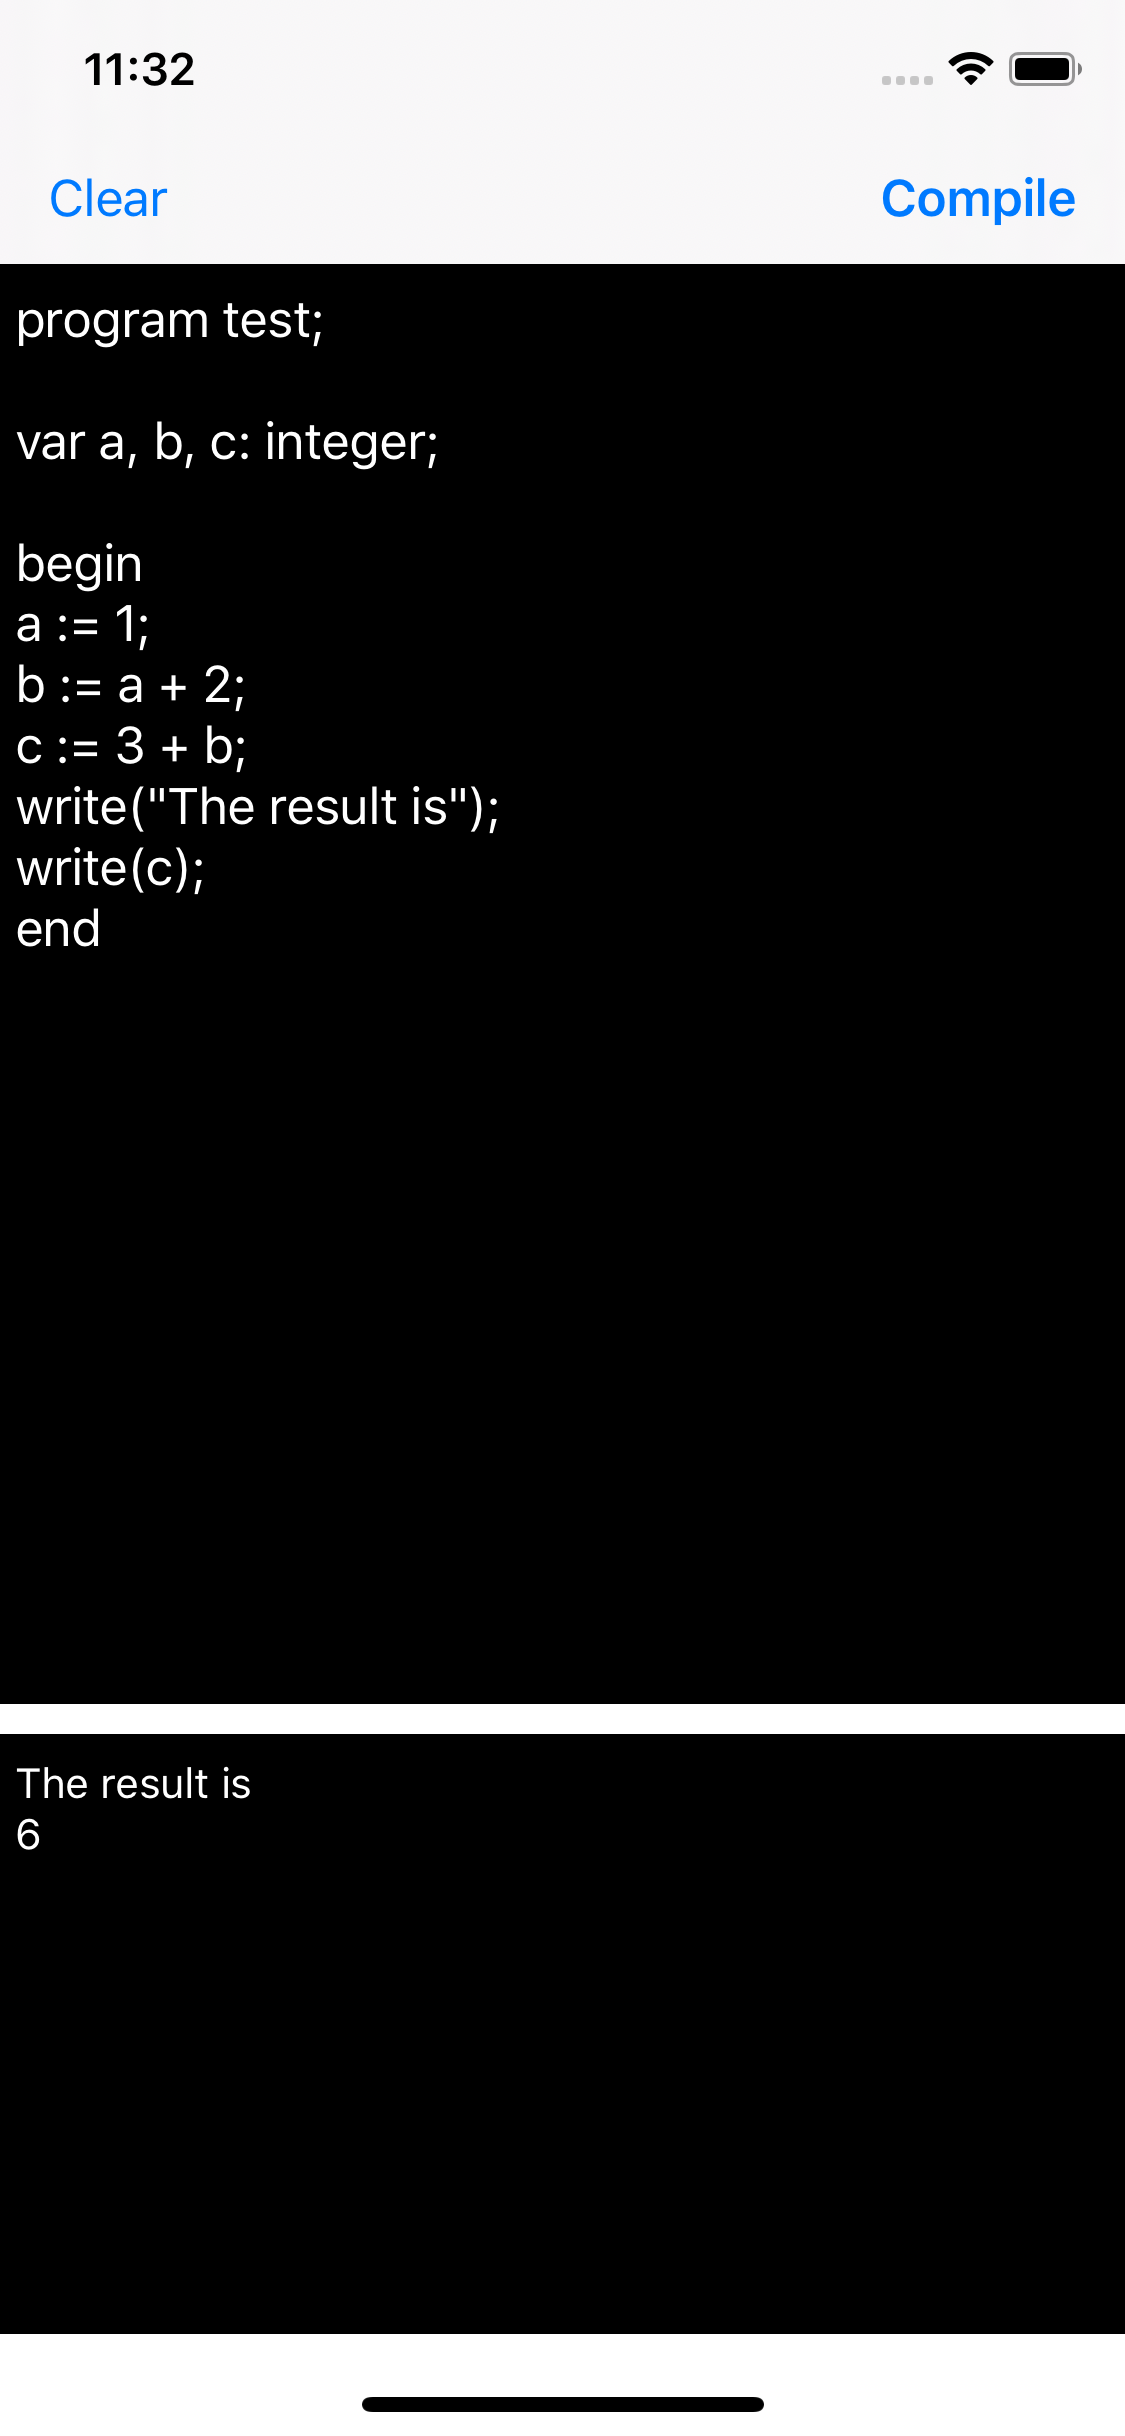 11:32
Clear Compile
program test;
var a, b, c: integer;
begin
a := 1;
b := a + 2;
c := 3 + b;
write("The result is");
write(c);
end
The result is
6